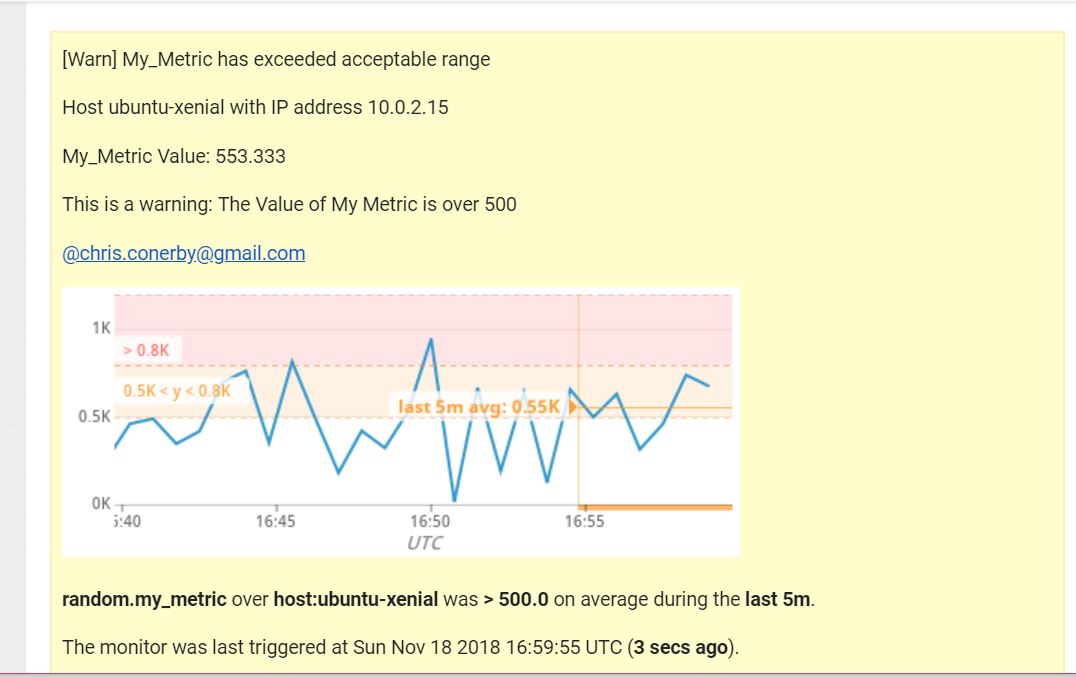 [Warn] My_Metric has exceeded acceptable range
Host ubuntu-xenial with IP address 10.0.2.15
My_Metric Value: 553.333
This is a warning: The Value of My Metric is over 500
@chris.conerby@gmail.com
1K
> 0.8K
0.5K < y < 0.8K
last 5m avg: 0.55K
0.5K
0K
5:40 16:45 16:50 16:55
UTC
random.my_metric over host:ubuntu-xenial was > 500.0 on average during the last 5m.
The monitor was last triggered at Sun Nov 18 2018 16:59:55 UTC (3 secs ago).